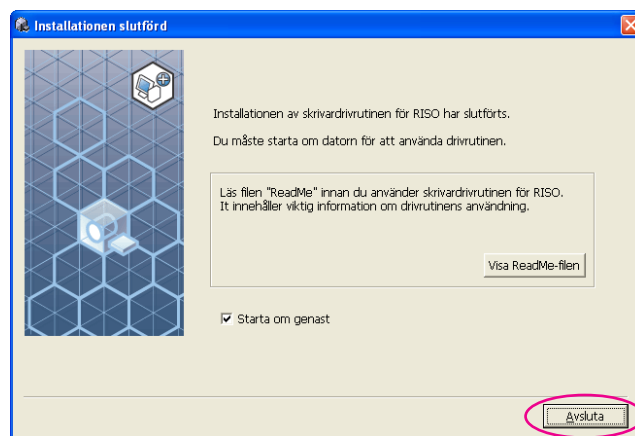 Installationen slutförd
Installationen av skrivardrivrutinen för RISO har slutförts.
Du måste starta om datorn för att använda drivrutinen.
Läs filen "ReadMe" innan du använder skrivardrivrutinen för RISO.
It innehåller viktig information om drivrutinens användning.
Visa ReadMe-filen
Starta om genast
Avsluta